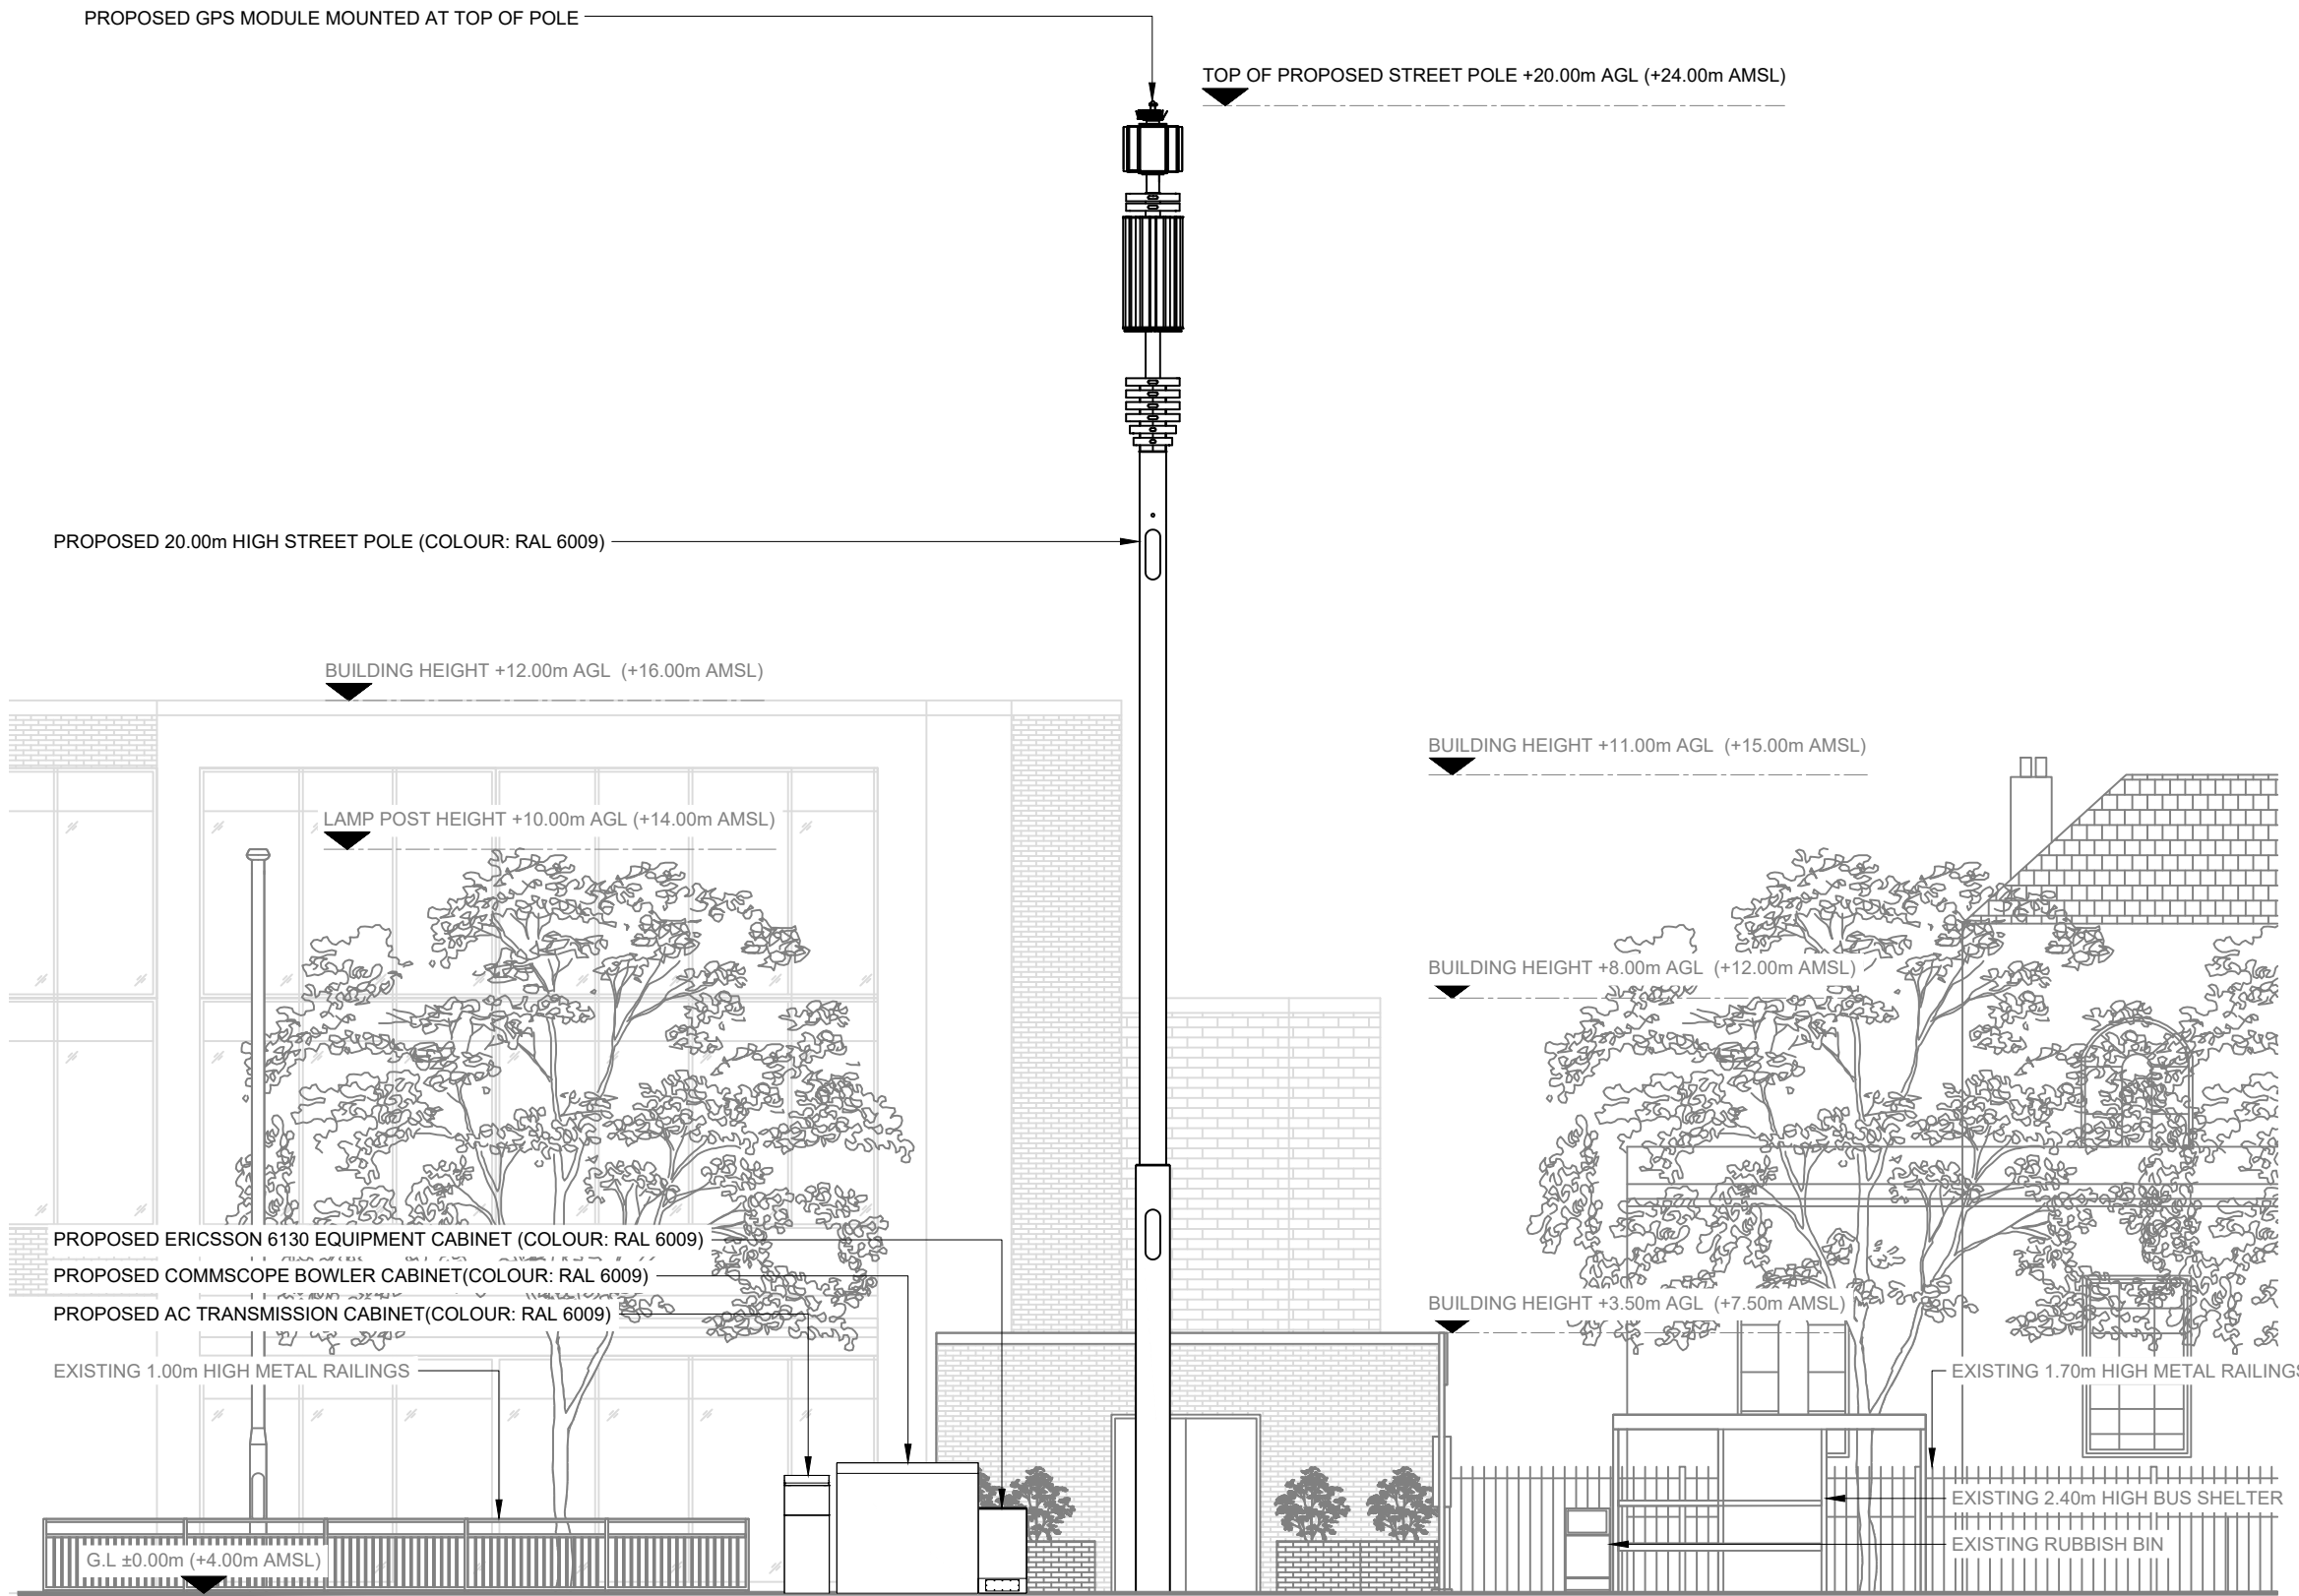 PROPOSED GPS MODULE MOUNTED AT TOP OF POLE
TOP OF PROPOSED STREET POLE +20.00m AGL (+24.00m AMSL)
PROPOSED 20.00m HIGH STREET POLE (COLOUR: RAL 6009)
BUILDING HEIGHT +12.00m AGL (+16.00m AMSL)
BUILDING HEIGHT +11.00m AGL (+15.00m AMSL)
LAMP POST HEIGHT +10.00m AGL (+14.00m AMSL)
BUILDING HEIGHT +8.00m AGL (+12.00m AMSL)
PROPOSED ERICSSON 6130 EQUIPMENT CABINET (COLOUR: RAL 6009)
PROPOSED COMMSCOPE BOWLER CABINET(COLOUR: RAL 6009)
PROPOSED AC TRANSMISSION CABINET(COLOUR: RAL 6009)
BUILDING HEIGHT +3.50m AGL (+7.50m AMSL)
EXISTING 1.00m HIGH METAL RAILINGS
EXISTING 1.70m HIGH METAL RAILINGS
EXISTING 2.40m HIGH BUS SHELTER
EXISTING RUBBISH BIN
G.L ±0.00m (+4.00m AMSL)